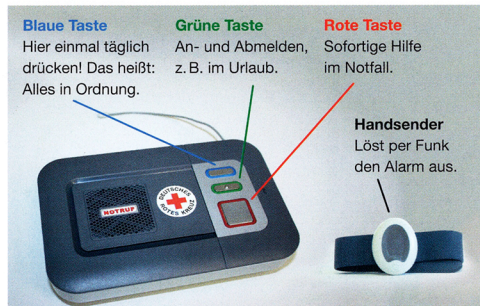 Blaue Taste
Hier einmal täglich
drücken! Das heißt:
Alles in Ordnung.
Grüne Taste
An- und Abmelden,
z. B. im Urlaub.
Rote Taste
Sofortige Hilfe
im Notfall.
Handsender
Löst per Funk
den Alarm aus.
NOTRUF
DEUTSCHES
ROTES KREUZ